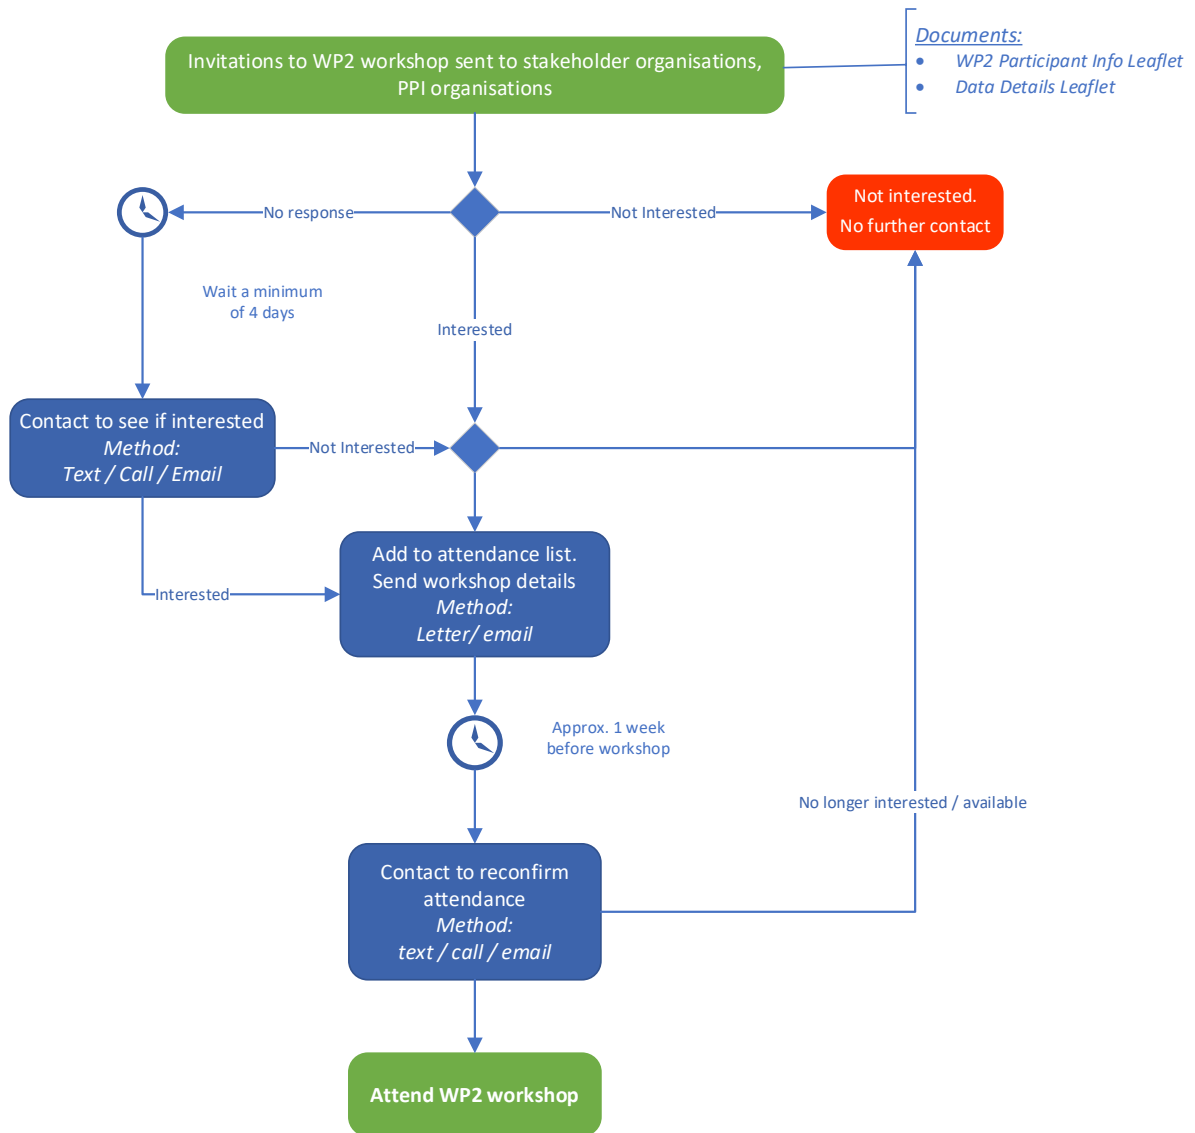 Invitations to WP2 workshop sent to stakeholder organisations,
PPI organisations
Documents:
• WP2 Participant Info Leaflet
• Data Details Leaflet
No response
Not Interested
Not interested.
No further contact
Wait a minimum
of 4 days
Interested
Contact to see if interested
Method:
Text / Call / Email
Not Interested
Add to attendance list.
Send workshop details
Method:
Letter/ email
Interested
Approx. 1 week
before workshop
No longer interested / available
Contact to reconfirm
attendance
Method:
text / call / email
Attend WP2 workshop